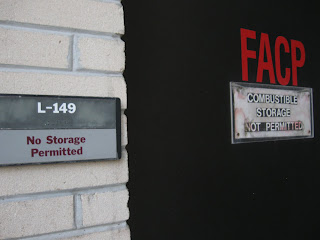 L-149
No Storage
Permitted
FACP
COMBUSTIBLE
STORAGE
NOT PERMITTED